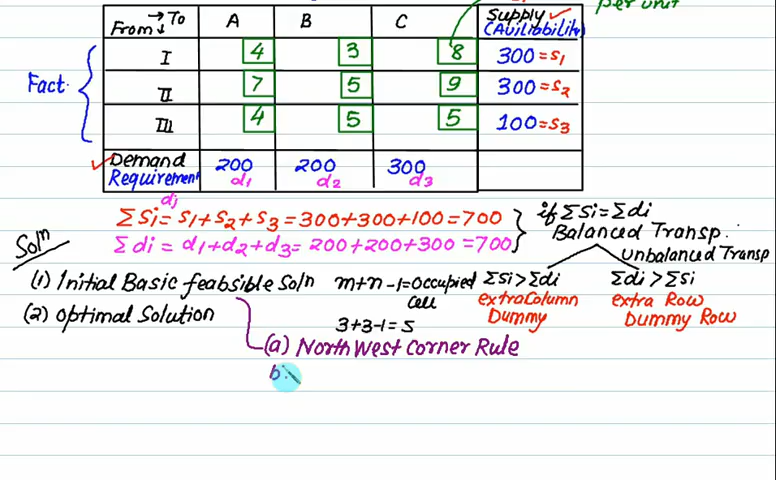 per unit
From↓ →To A B C Supply
(Availiability)
I 4 3 8 300=S1
Fact. II 7 5 9 300=S2
III 4 5 5 100=S3
Demand 200 200 300
Requirement d1 d2 d3
dj
ΣSi= S1+S2+S3=300+300+100=700
Σdi = d1+d2+d3= 200+200+300=700
if ΣSi=Σdi
Balanced Transp.
Unbalanced Transp
Soln
(1) Initial Basic feabsible Soln m+n-1=occupied
Cell
3+3-1=5
ΣSi>Σdi Σdi>ΣSi
extra Column extra Row
Dummy Dummy Row
(2) optimal Solution
(a) North West Corner Rule
b.